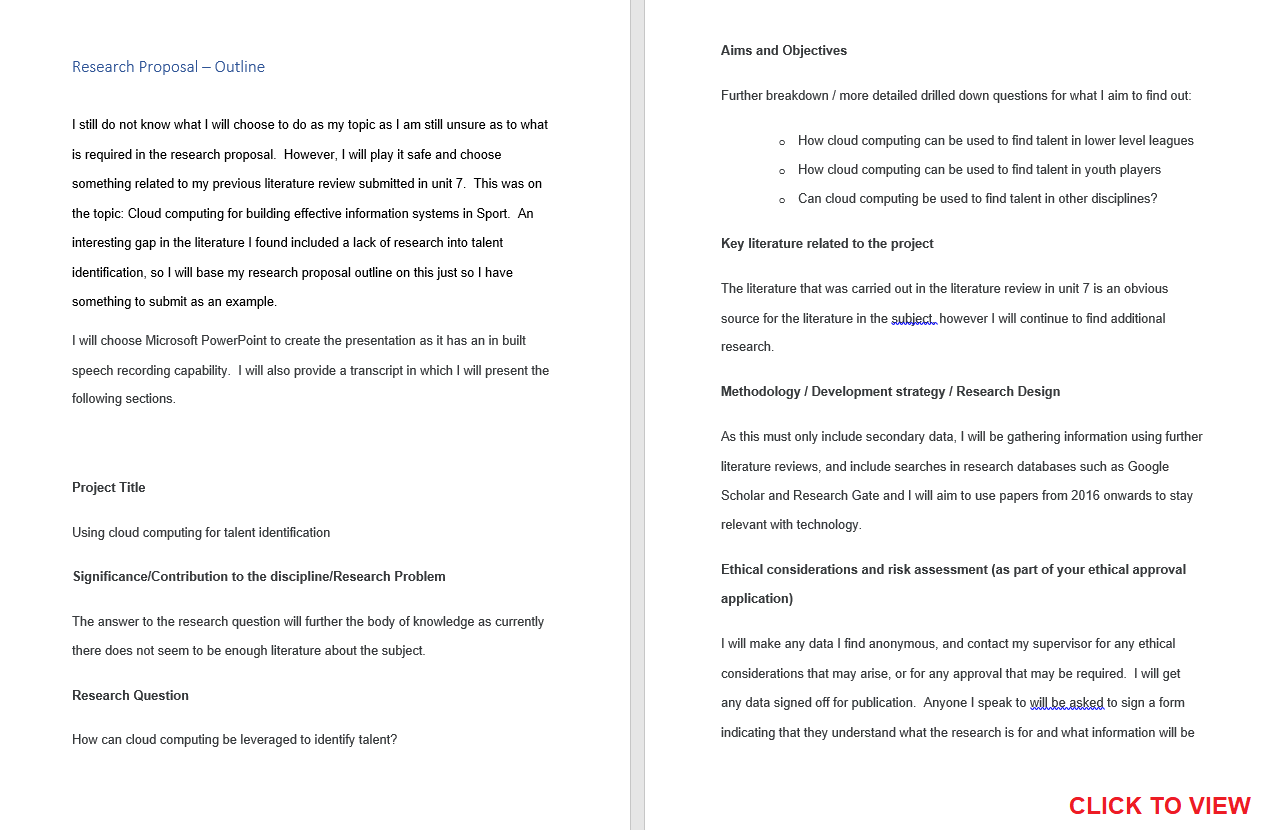 Research Proposal – Outline
I still do not know what I will choose to do as my topic as I am still unsure as to what
is required in the research proposal.  However, I will play it safe and choose
something related to my previous literature review submitted in unit 7.  This was on
the topic: Cloud computing for building effective information systems in Sport.  An
interesting gap in the literature I found included a lack of research into talent
identification, so I will base my research proposal outline on this just so I have
something to submit as an example.
I will choose Microsoft PowerPoint to create the presentation as it has an in built
speech recording capability.  I will also provide a transcript in which I will present the
following sections.
Project Title
Using cloud computing for talent identification
Significance/Contribution to the discipline/Research Problem
The answer to the research question will further the body of knowledge as currently
there does not seem to be enough literature about the subject.
Research Question
How can cloud computing be leveraged to identify talent?
Aims and Objectives
Further breakdown / more detailed drilled down questions for what I aim to find out:
o How cloud computing can be used to find talent in lower level leagues
o How cloud computing can be used to find talent in youth players
o Can cloud computing be used to find talent in other disciplines?
Key literature related to the project
The literature that was carried out in the literature review in unit 7 is an obvious
source for the literature in the subject, however I will continue to find additional
research.
Methodology / Development strategy / Research Design
As this must only include secondary data, I will be gathering information using further
literature reviews, and include searches in research databases such as Google
Scholar and Research Gate and I will aim to use papers from 2016 onwards to stay
relevant with technology.
Ethical considerations and risk assessment (as part of your ethical approval
application)
I will make any data I find anonymous, and contact my supervisor for any ethical
considerations that may arise, or for any approval that may be required.  I will get
any data signed off for publication.  Anyone I speak to will be asked to sign a form
indicating that they understand what the research is for and what information will be
CLICK TO VIEW